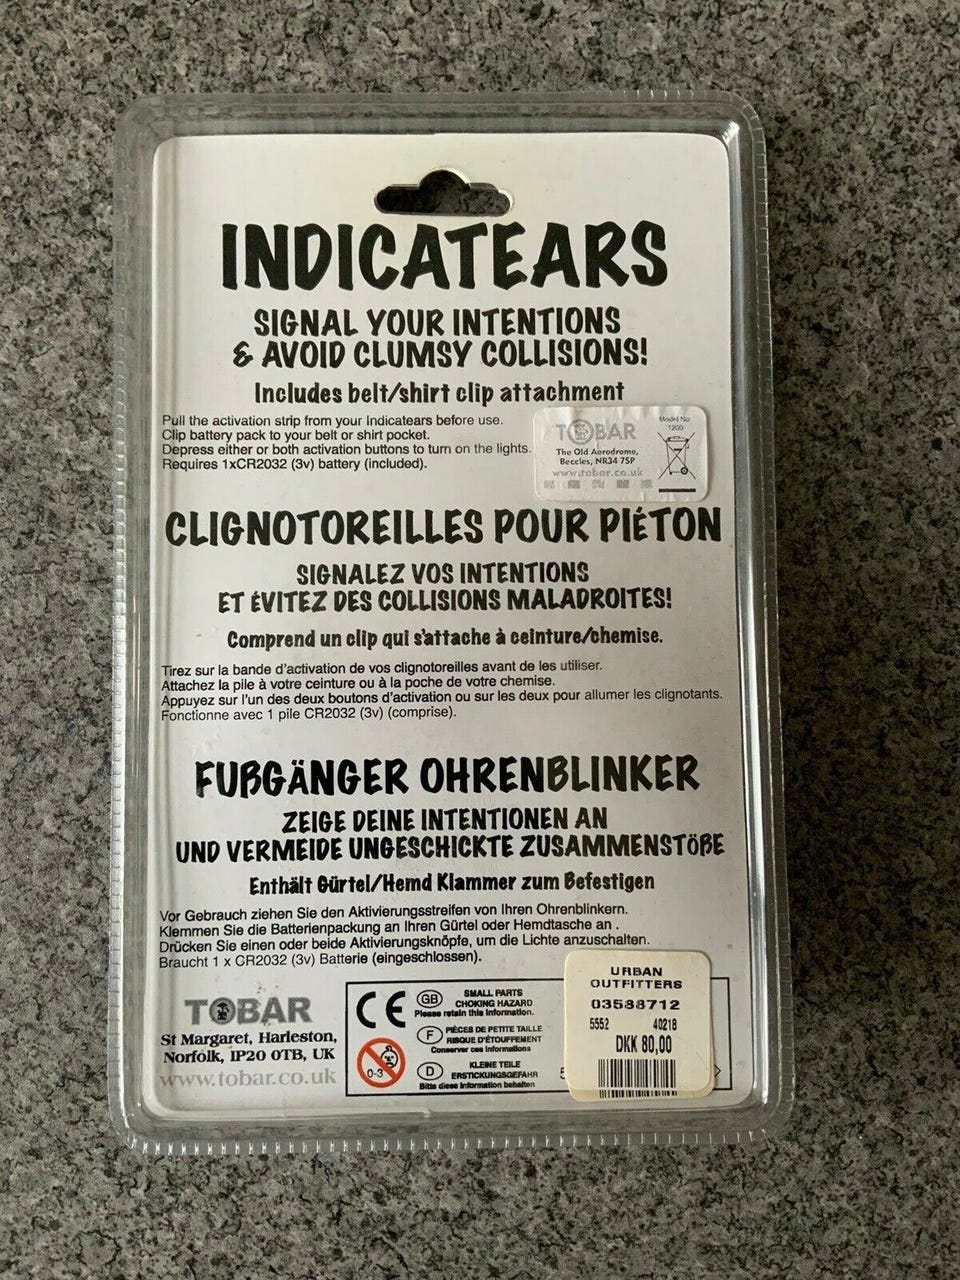 INDICATEARS
SIGNAL YOUR INTENTIONS
& AVOID CLUMSY COLLISIONS!
Includes belt/shirt clip attachment
Pull the activation strip from your Indicatears before use.
Clip battery pack to your belt or shirt pocket.
Depress either or both activation buttons to turn on the lights.
Requires 1xCR2032 (3v) battery (included).
TOBAR
The Old Aerodrome,
Beccles, NR34 7SP
www.tobar.co.uk
Model No:
1200
CLIGNOTOREILLES POUR PIÉTON
SIGNALEZ VOS INTENTIONS
ET ÉVITEZ DES COLLISIONS MALADROITES!
Comprend un clip qui s'attache à ceinture/chemise.
Tirez sur la bande d'activation de vos clignotoreilles avant de les utiliser.
Attachez la pile à votre ceinture ou à la poche de votre chemise.
Appuyez sur l'un des deux boutons d'activation ou sur les deux pour allumer les clignotants.
Fonctionne avec 1 pile CR2032 (3v) (comprise).
FUßGÄNGER OHRENBLINKER
ZEIGE DEINE INTENTIONEN AN
UND VERMEIDE UNGESCHICKTE ZUSAMMENSTÖßE
Enthält Gürtel/Hemd Klammer zum Befestigen
Vor Gebrauch ziehen Sie den Aktivierungsstreifen von Ihren Ohrenblinkern.
Klemmen Sie die Batterienpackung an Ihren Gürtel oder Hemdtasche an .
Drücken Sie einen oder beide Aktivierungsknöpfe, um die Lichte anzuschalten.
Braucht 1 x CR2032 (3v) Batterie (eingeschlossen).
TOBAR
St Margaret, Harleston,
Norfolk, IP20 0TB, UK
www.tobar.co.uk
CE
0-3
GB
SMALL PARTS
CHOKING HAZARD
Please retain this information.
F
PIÈCES DE PETITE TAILLE
RISQUE D'ÉTOUFFEMENT
Conserver ces informations
D
KLEINE TEILE
ERSTICKUNGSGEFAHR
Bitte diese Information behalten
5
URBAN
OUTFITTERS
03588712
5552 40218
DKK 80,00